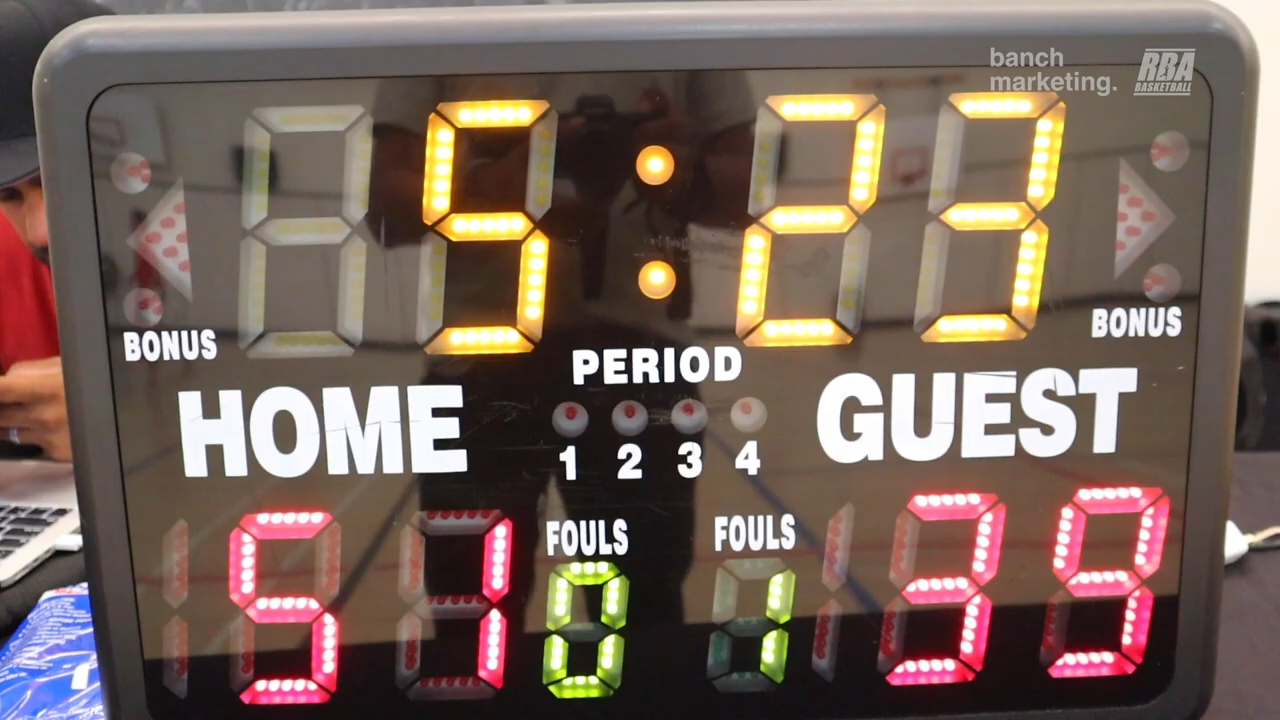 banch
marketing.
RBA
BASKETBALL
5:23
BONUS
BONUS
PERIOD
HOME
GUEST
1 2 3 4
FOULS
FOULS
51
0
1
39